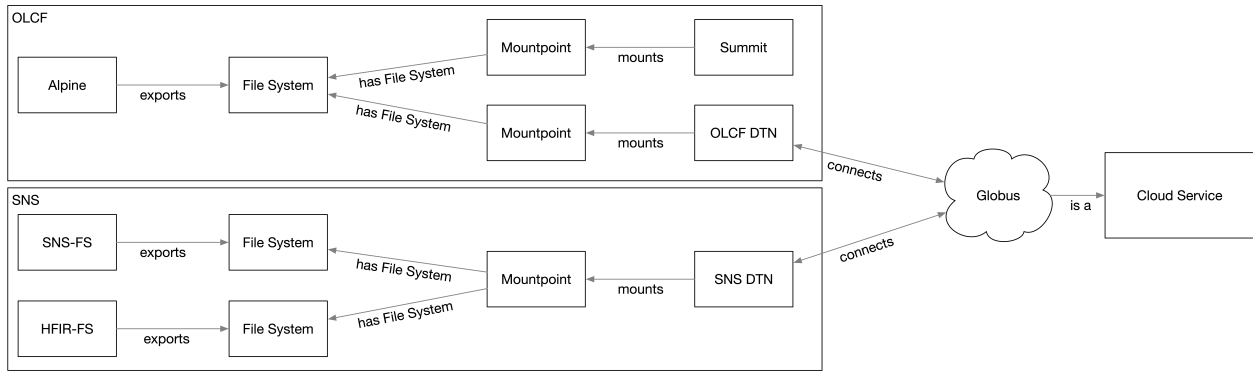 OLCF
Alpine
exports
File System
has File System
has File System
Mountpoint
mounts
Summit
Mountpoint
mounts
OLCF DTN
connects
SNS
SNS-FS
exports
File System
HFIR-FS
exports
File System
has File System
has File System
Mountpoint
mounts
SNS DTN
connects
Globus
is a
Cloud Service